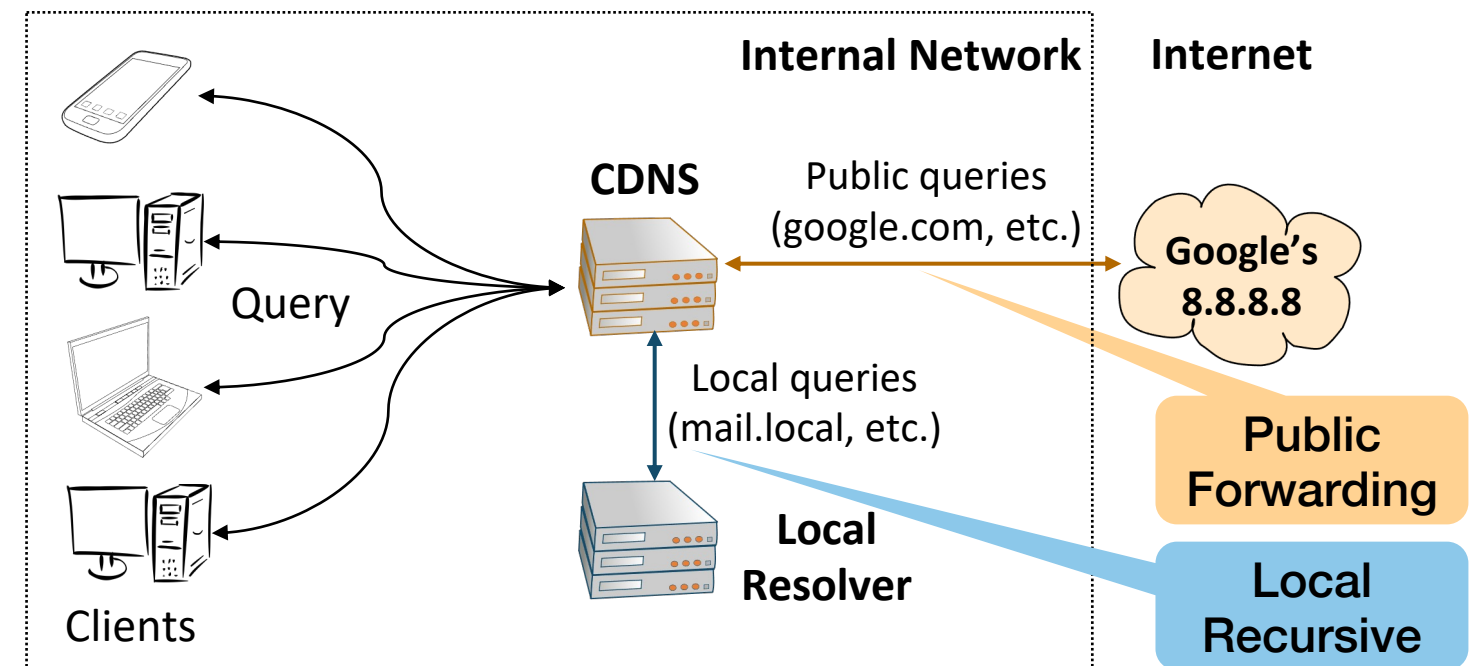 Internal Network
Internet
CDNS
Public queries
(google.com, etc.)
Google’s
8.8.8.8
Query
Local queries
(mail.local, etc.)
Public
Forwarding
Local
Resolver
Local
Recursive
Clients